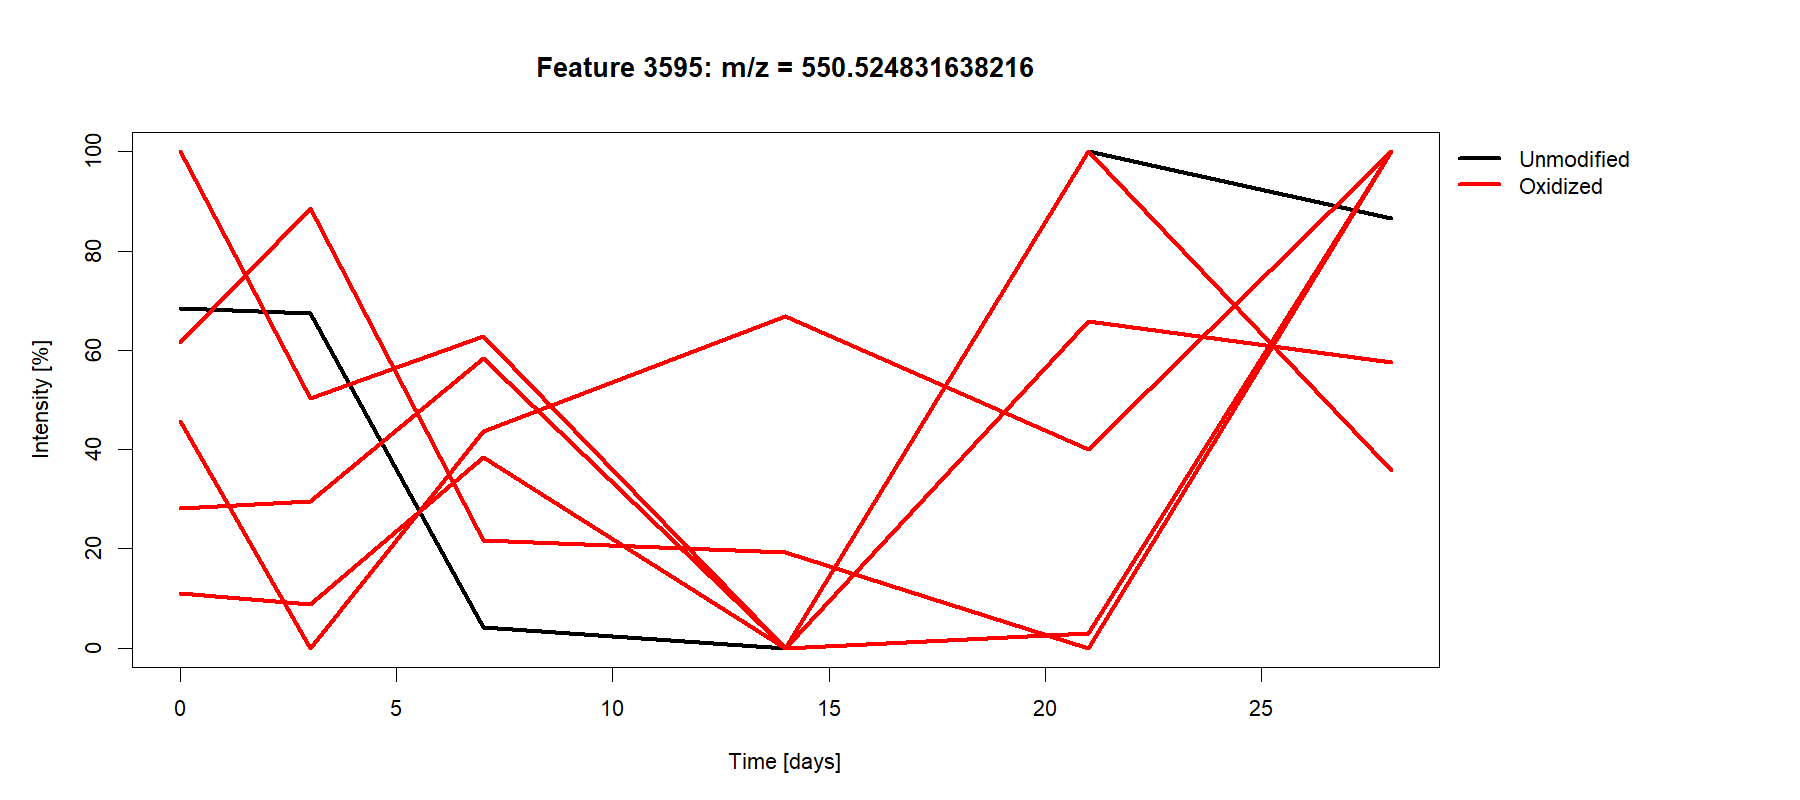 Feature 3595: m/z = 550.524831638216
Unmodified
Oxidized
Intensity [%]
100
80
60
40
20
0
0 5 10 15 20 25
Time [days]